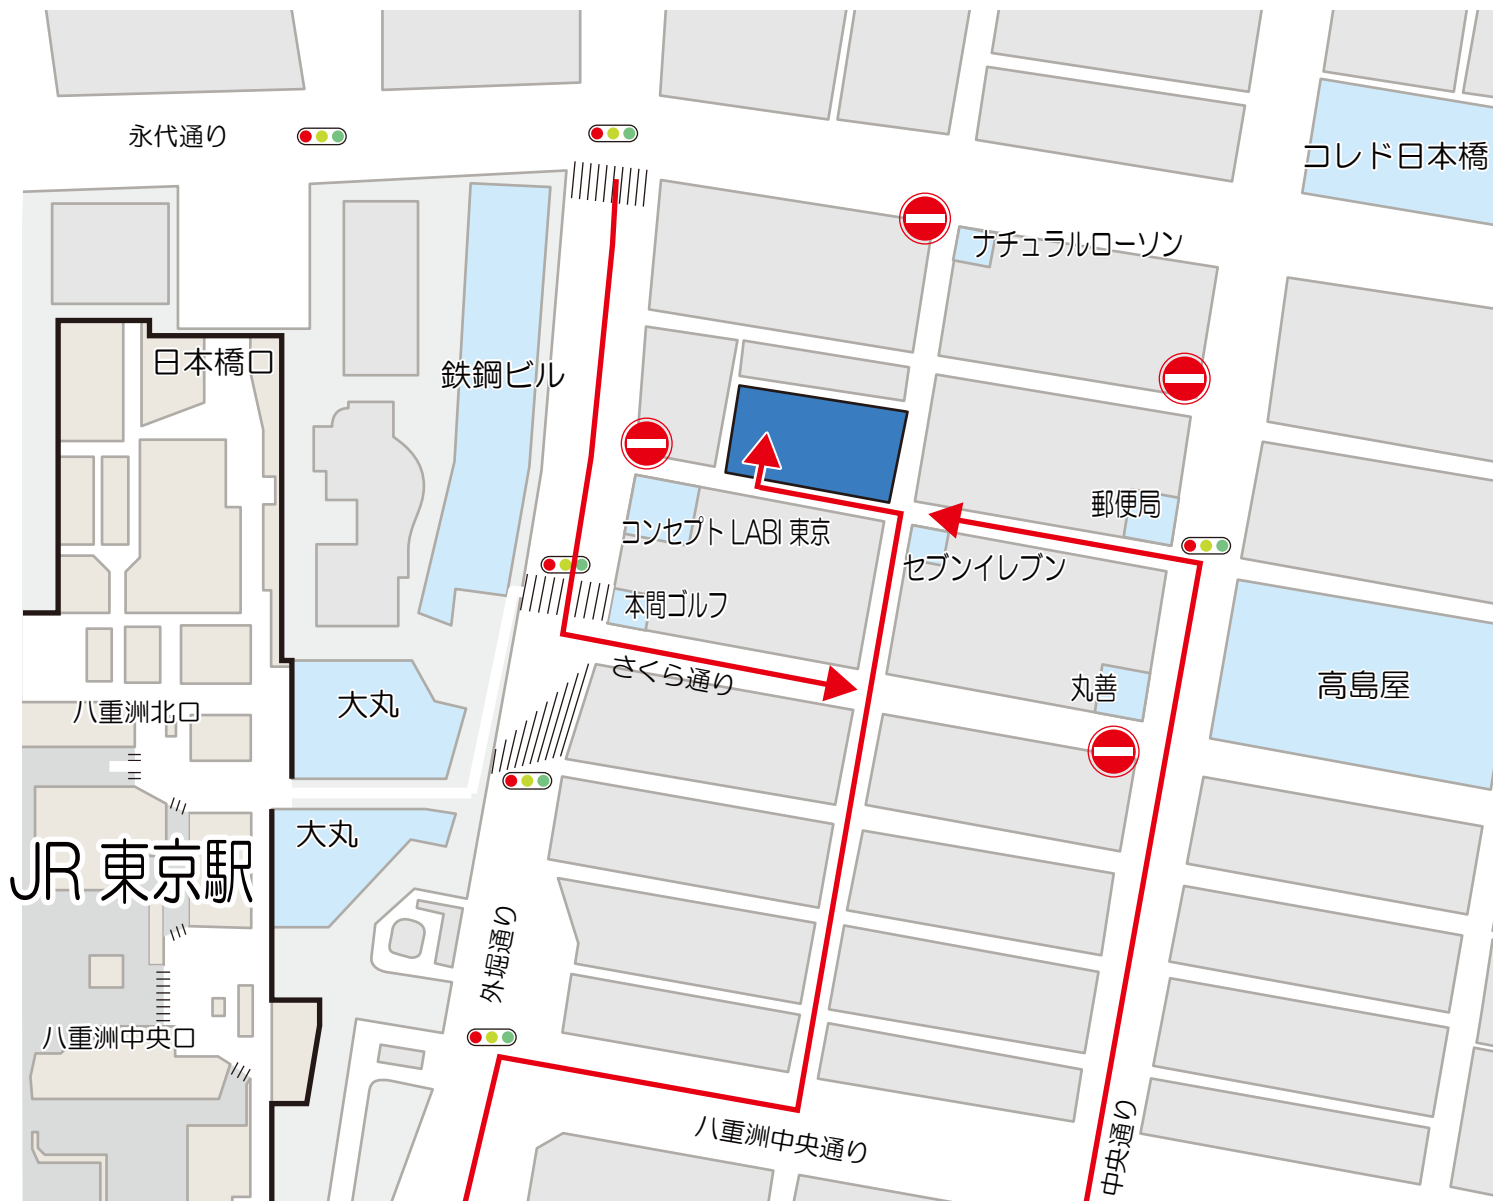 永代通り
コレド日本橋
ナチュラルローソン
日本橋口
鉄鋼ビル
郵便局
コンセプト LABI 東京
セブンイレブン
本間ゴルフ
さくら通り
丸善
高島屋
大丸
八重洲北口
大丸
JR 東京駅
外堀通り
八重洲中央口
八重洲中央通り
中央通り